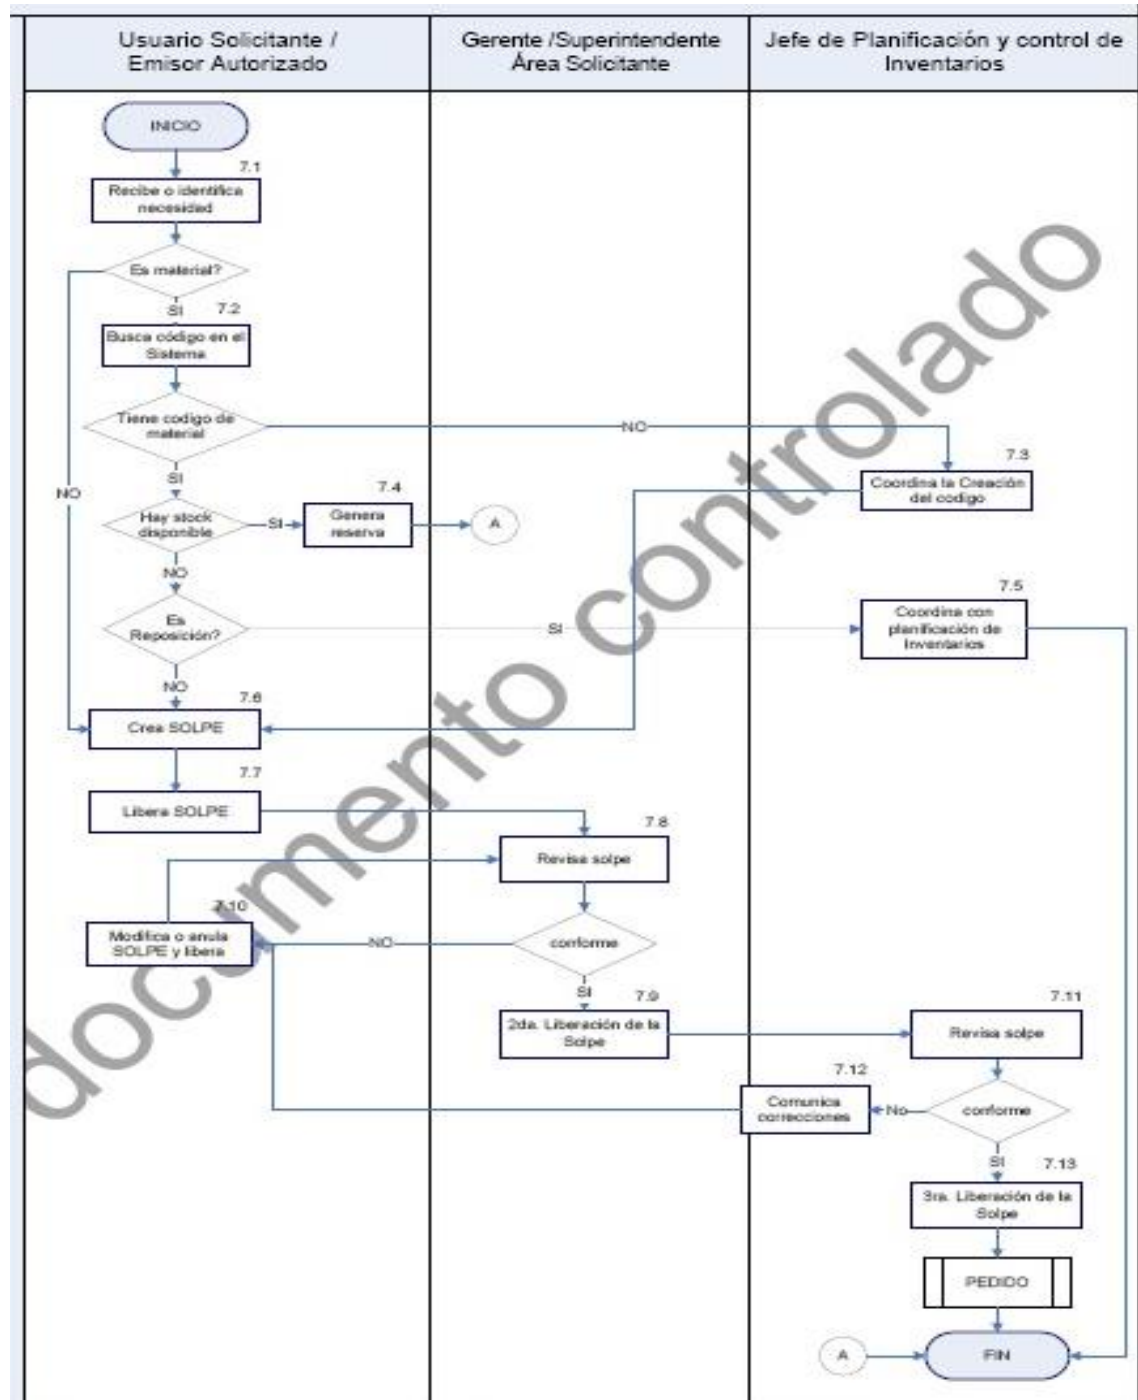 Usuario Solicitante /
Emisor Autorizado
Gerente /Superintendente
Área Solicitante
Jefe de Planificación y control de
Inventarios
INICIO
7.1
Recibe o identifica
necesidad
Es material?
SI
7.2
Busca código en el
Sistema
Tiene codigo de
material
NO
7.3
Coordina la Creación
del codigo
SI
NO
Hay stock
disponible
SI
7.4
Genera
reserva
A
NO
Es
Reposición?
SI
7.5
Coordina con
planificación de
Inventarios
NO
7.6
Crea SOLPE
7.7
Libera SOLPE
7.8
Revisa solpe
7.10
Modifica o anula
SOLPE y libera
NO
conforme
SI
7.9
2da. Liberación de la
Solpe
7.11
Revisa solpe
7.12
Comunica
correcciones
No
conforme
SI
7.13
3ra. Liberación de la
Solpe
PEDIDO
A
FIN
documento controlado